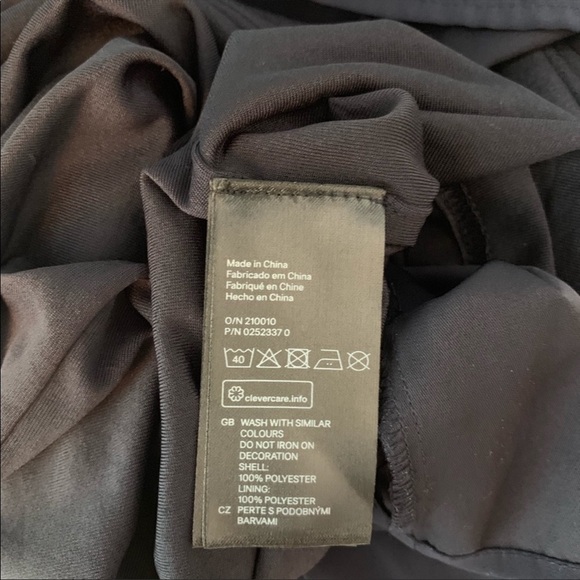 Made in China
Fabricado em China
Fabriqué en Chine
Hecho en China
O/N 210010
P/N 0252337 0
40
clevercare.info
GB WASH WITH SIMILAR
COLOURS
DO NOT IRON ON
DECORATION
SHELL:
100% POLYESTER
LINING:
100% POLYESTER
CZ PERTE S PODOBNÝMI
BARVAMI